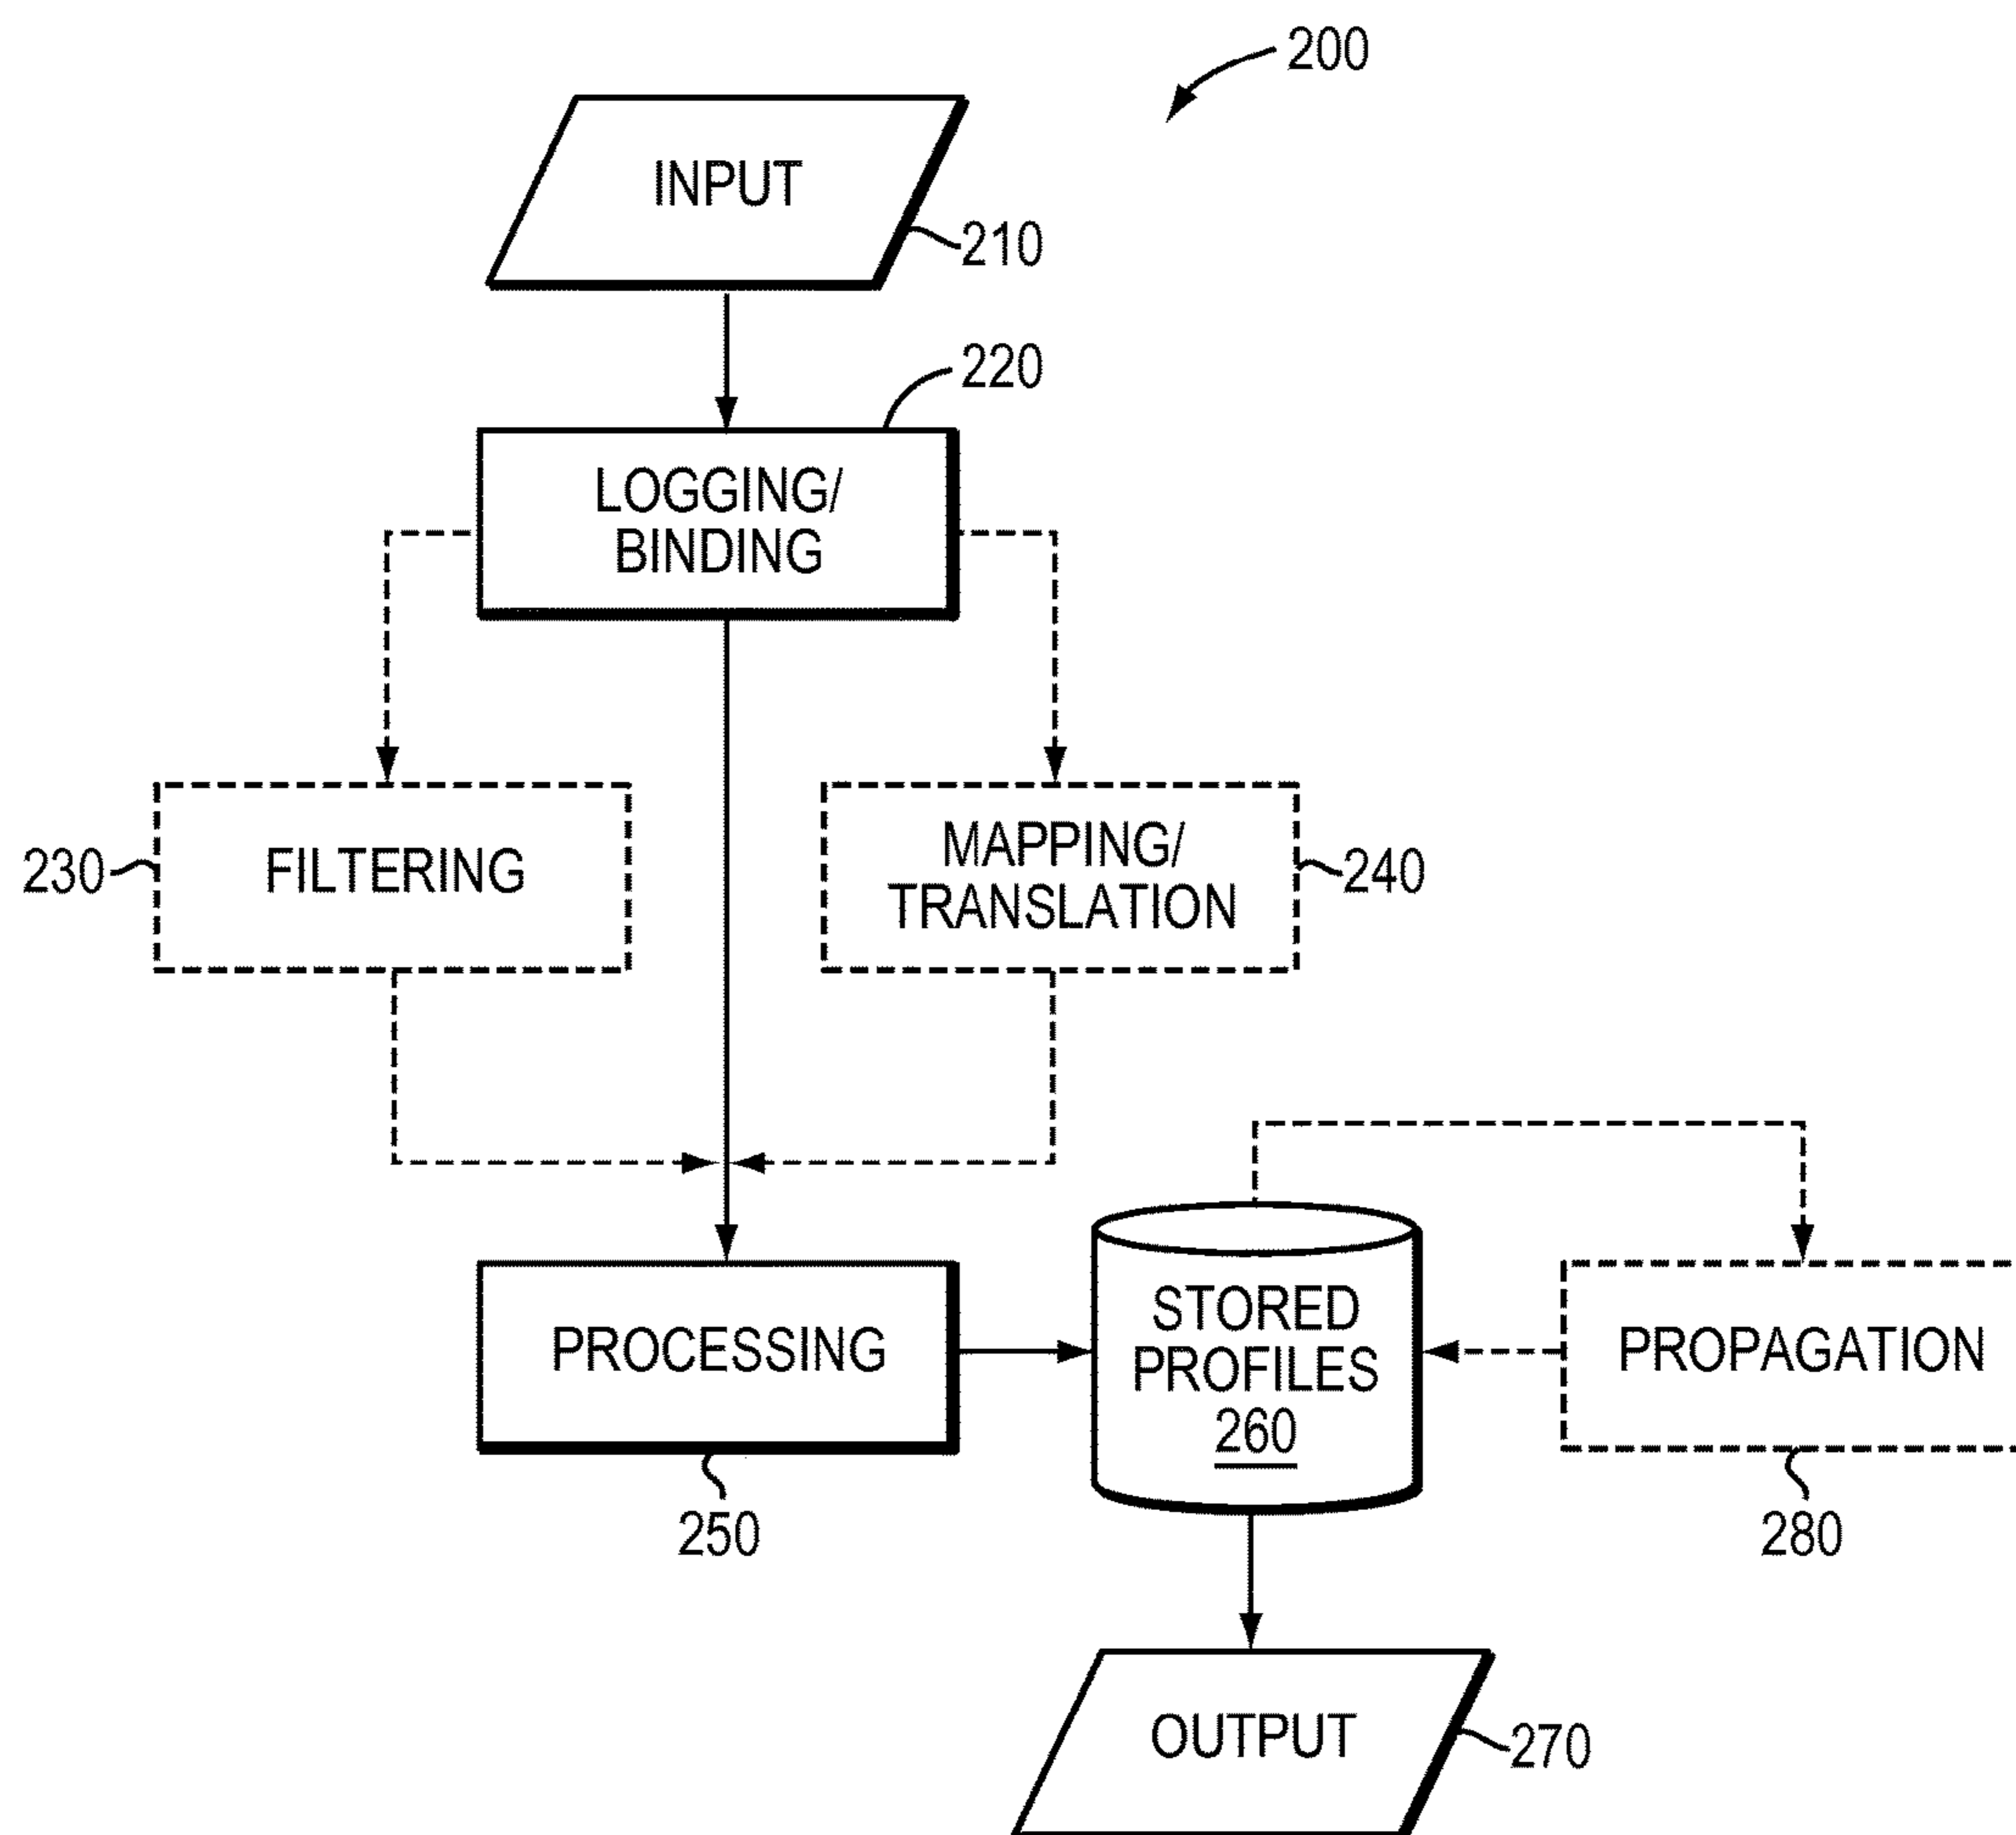 200
INPUT
210
220
LOGGING/
BINDING
230
FILTERING
MAPPING/
TRANSLATION
240
PROCESSING
250
STORED
PROFILES
260
PROPAGATION
280
OUTPUT
270